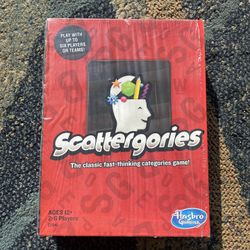 PLAY WITH
UP TO
SIX PLAYERS
OR TEAMS!
Scattergories
The classic fast-thinking categories game!
AGES 12+
2-6 Players
Hasbro
Gaming